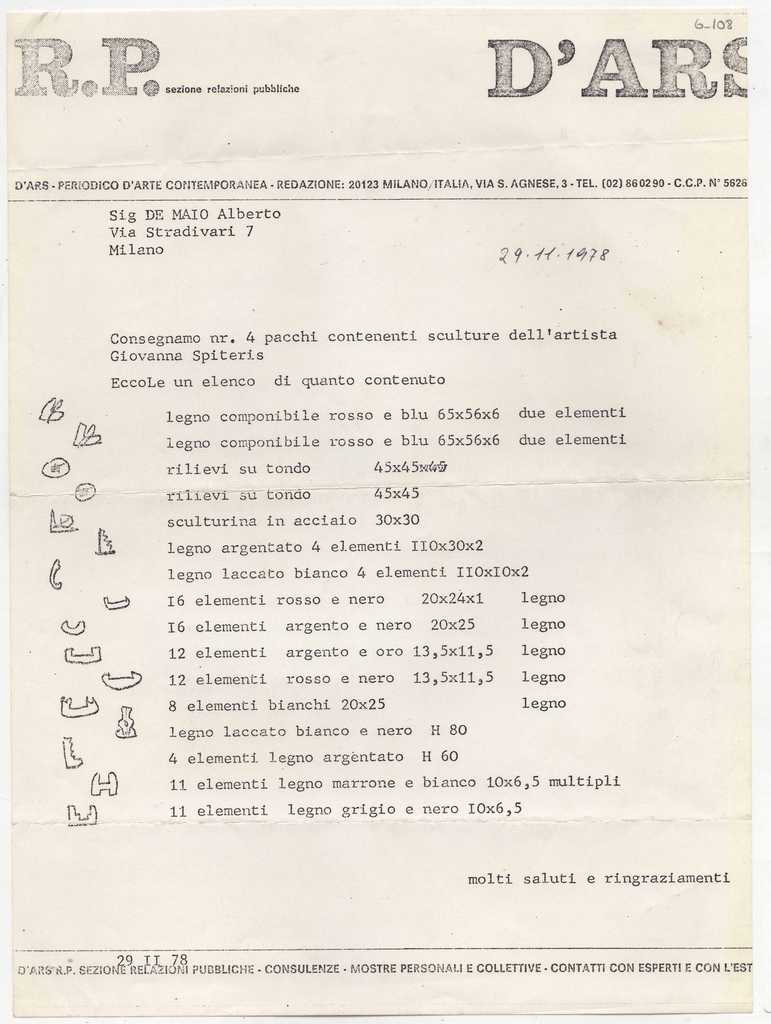 G-108
R.P. sezione relazioni pubbliche D'ARS
D'ARS - PERIODICO D'ARTE CONTEMPORANEA - REDAZIONE: 20123 MILANO/ITALIA, VIA S. AGNESE, 3 - TEL. (02) 860290 - C.C.P. N° 5626
Sig DE MAIO Alberto
Via Stradivari 7
Milano
29.11.1978
Consegnamo nr. 4 pacchi contenenti sculture dell'artista
Giovanna Spiteris
EccoLe un elenco di quanto contenuto
legno componibile rosso e blu 65x56x6 due elementi
legno componibile rosso e blu 65x56x6 due elementi
rilievi su tondo 45x45x45
rilievi su tondo 45x45
sculturina in acciaio 30x30
legno argentato 4 elementi II0x30x2
legno laccato bianco 4 elementi II0xI0x2
I6 elementi rosso e nero 20x24x1 legno
I6 elementi argento e nero 20x25 legno
12 elementi argento e oro 13,5x11,5 legno
12 elementi rosso e nero 13,5x11,5 legno
8 elementi bianchi 20x25 legno
legno laccato bianco e nero H 80
4 elementi legno argentato H 60
11 elementi legno marrone e bianco 10x6,5 multipli
11 elementi legno grigio e nero I0x6,5
molti saluti e ringraziamenti
29 II 78
D'ARS R.P. SEZIONE RELAZIONI PUBBLICHE - CONSULENZE - MOSTRE PERSONALI E COLLETTIVE - CONTATTI CON ESPERTI E CON L'EST